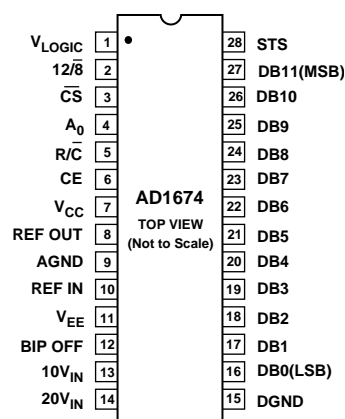 V_LOGIC 1 28 STS
12/8̅ 2 27 DB11(MSB)
C̅S̅ 3 26 DB10
A_0 4 25 DB9
R/C̅ 5 24 DB8
CE 6 23 DB7
V_CC 7 22 DB6
REF OUT 8 21 DB5
AGND 9 20 DB4
REF IN 10 19 DB3
V_EE 11 18 DB2
BIP OFF 12 17 DB1
10V_IN 13 16 DB0(LSB)
20V_IN 14 15 DGND
AD1674
TOP VIEW
(Not to Scale)